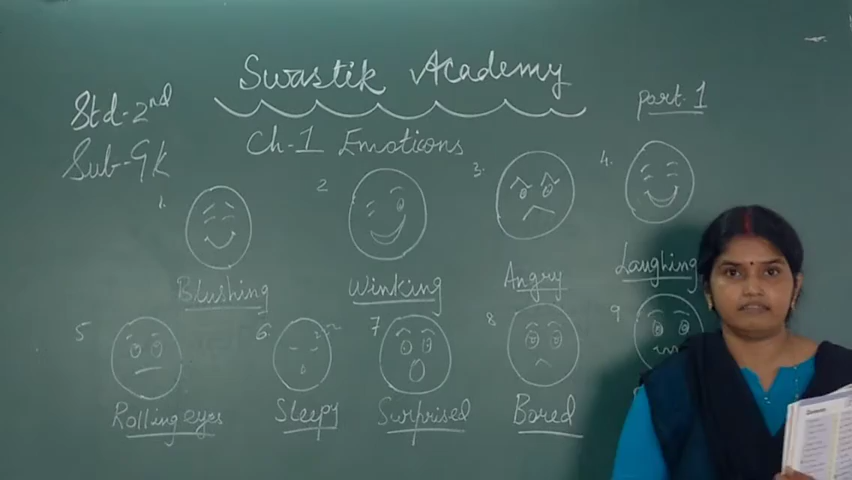 Swastik Academy
Std-2nd
part-1
Sub-GK
Ch-1 Emoticons
1. 2 3. 4.
Blushing Winking Angry Laughing
5 6 7 8 9
Rolling eyes Sleepy Surprised Bored